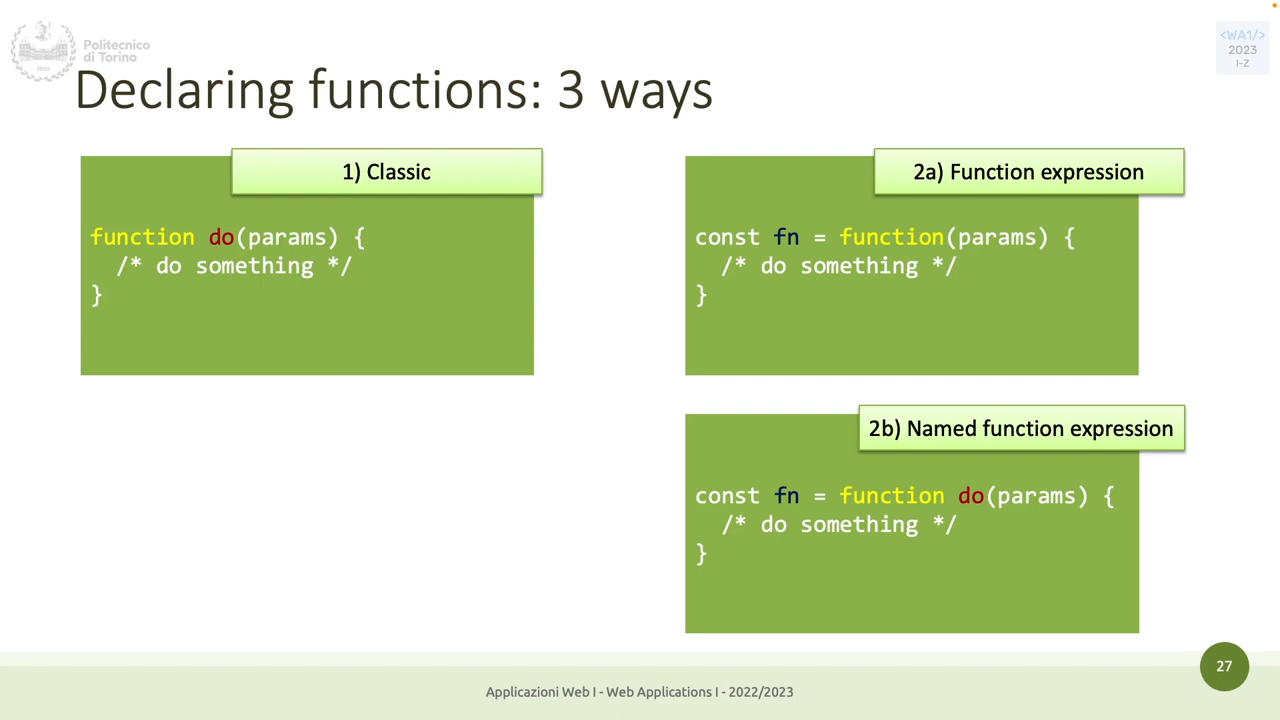 Politecnico
di Torino
1859
<WA1/>
2023
I-Z
Declaring functions: 3 ways
1) Classic
function do(params) {
/* do something */
}
2a) Function expression
const fn = function(params) {
/* do something */
}
2b) Named function expression
const fn = function do(params) {
/* do something */
}
27
Applicazioni Web I - Web Applications I - 2022/2023